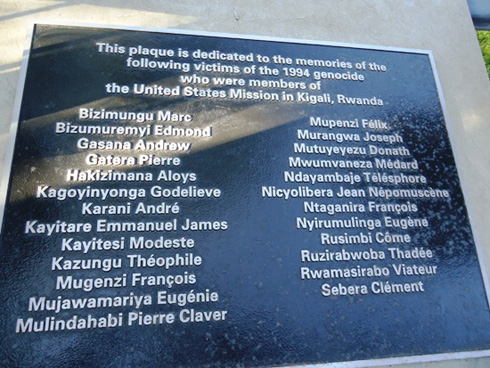 This plaque is dedicated to the memories of the
following victims of the 1994 genocide
who were members of
the United States Mission in Kigali, Rwanda
Bizimungu Marc
Bizumuremyi Edmond
Gasana Andrew
Gatera Pierre
Hakizimana Aloys
Kagoyinyonga Godelieve
Karani André
Kayitare Emmanuel James
Kayitesi Modeste
Kazungu Théophile
Mugenzi François
Mujawamariya Eugénie
Mulindahabi Pierre Claver
Mupenzi Félix
Murangwa Joseph
Mutuyeyezu Donath
Mwumvaneza Médard
Ndayambaje Télésphore
Nicyolibera Jean Népomuscène
Ntaganira François
Nyirumulinga Eugène
Rusimbi Côme
Ruzirabwoba Thadée
Rwamasirabo Viateur
Sebera Clément